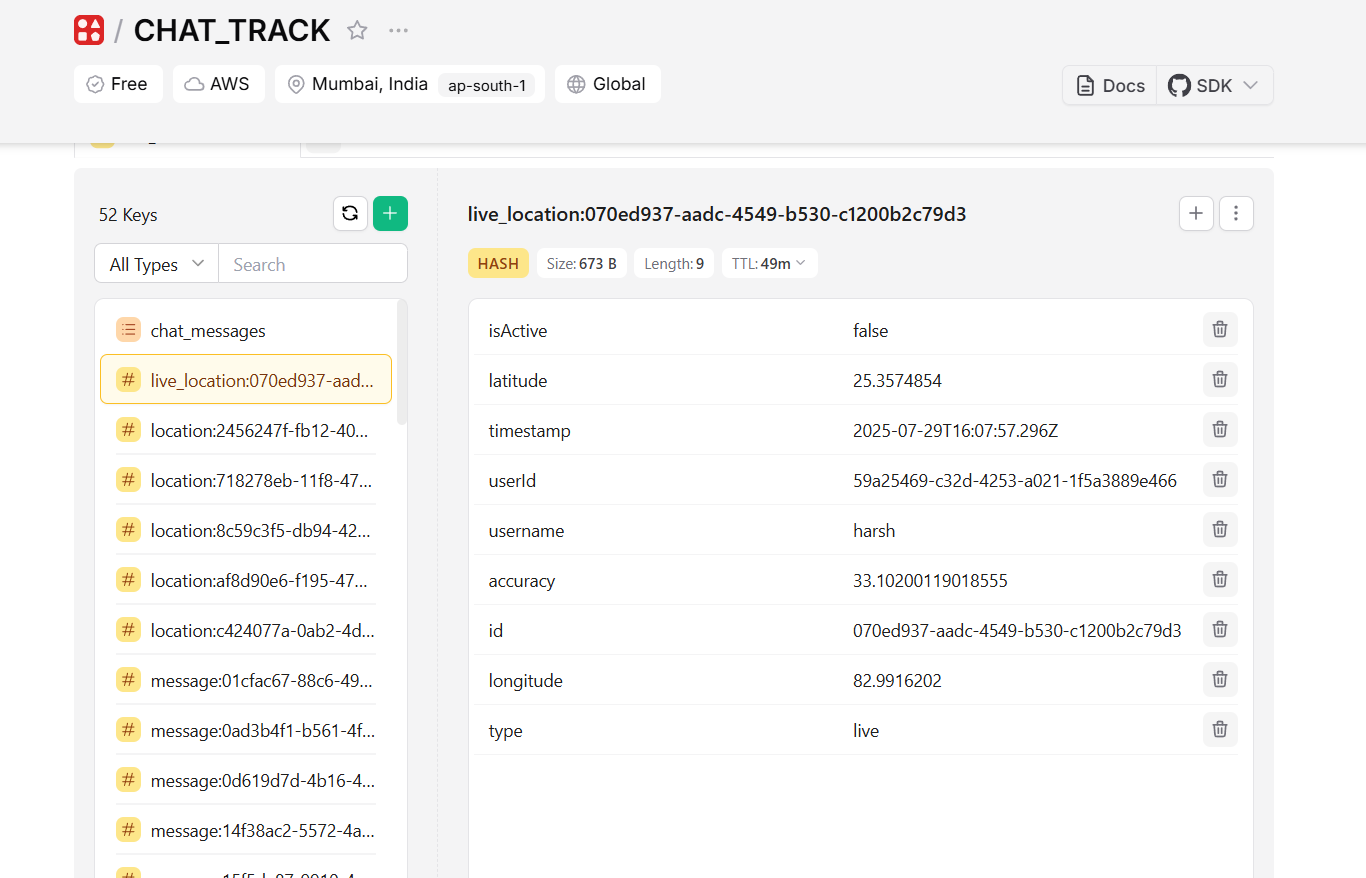 / CHAT_TRACK
Free AWS Mumbai, India ap-south-1 Global
Docs SDK
52 Keys
All Types Search
chat_messages
live_location:070ed937-aad...
location:2456247f-fb12-40...
location:718278eb-11f8-47...
location:8c59c3f5-db94-42...
location:af8d90e6-f195-47...
location:c424077a-0ab2-4d...
message:01cfac67-88c6-49...
message:0ad3b4f1-b561-4f...
message:0d619d7d-4b16-4...
message:14f38ac2-5572-4a...
live_location:070ed937-aadc-4549-b530-c1200b2c79d3
HASH Size: 673 B Length: 9 TTL: 49m
isActive false
latitude 25.3574854
timestamp 2025-07-29T16:07:57.296Z
userId 59a25469-c32d-4253-a021-1f5a3889e466
username harsh
accuracy 33.10200119018555
id 070ed937-aadc-4549-b530-c1200b2c79d3
longitude 82.9916202
type live